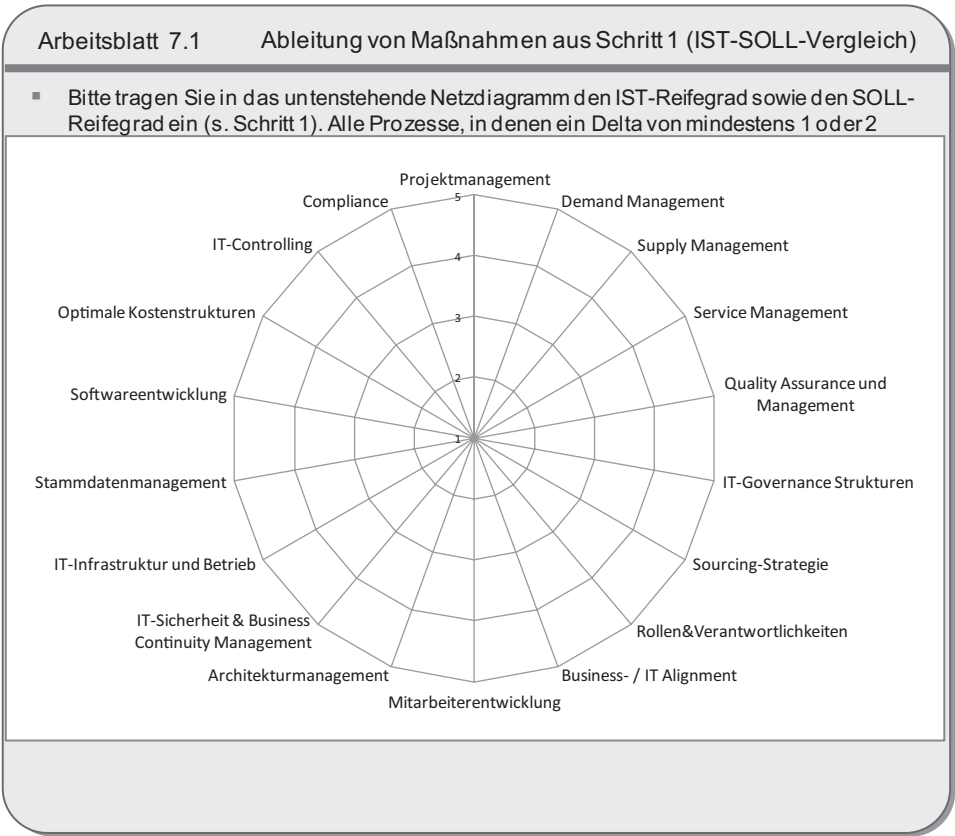 Arbeitsblatt 7.1 Ableitung von Maßnahmen aus Schritt 1 (IST-SOLL-Vergleich)
▪ Bitte tragen Sie in das untenstehende Netzdiagramm den IST-Reifegrad sowie den SOLL-
Reifegrad ein (s. Schritt 1). Alle Prozesse, in denen ein Delta von mindestens 1 oder 2
Projektmanagement
Demand Management
Supply Management
Service Management
Quality Assurance und
Management
IT-Governance Strukturen
Sourcing-Strategie
Rollen&Verantwortlichkeiten
Business- / IT Alignment
Mitarbeiterentwicklung
Architekturmanagement
IT-Sicherheit & Business
Continuity Management
IT-Infrastruktur und Betrieb
Stammdatenmanagement
Softwareentwicklung
Optimale Kostenstrukturen
IT-Controlling
Compliance
5
4
3
2
1